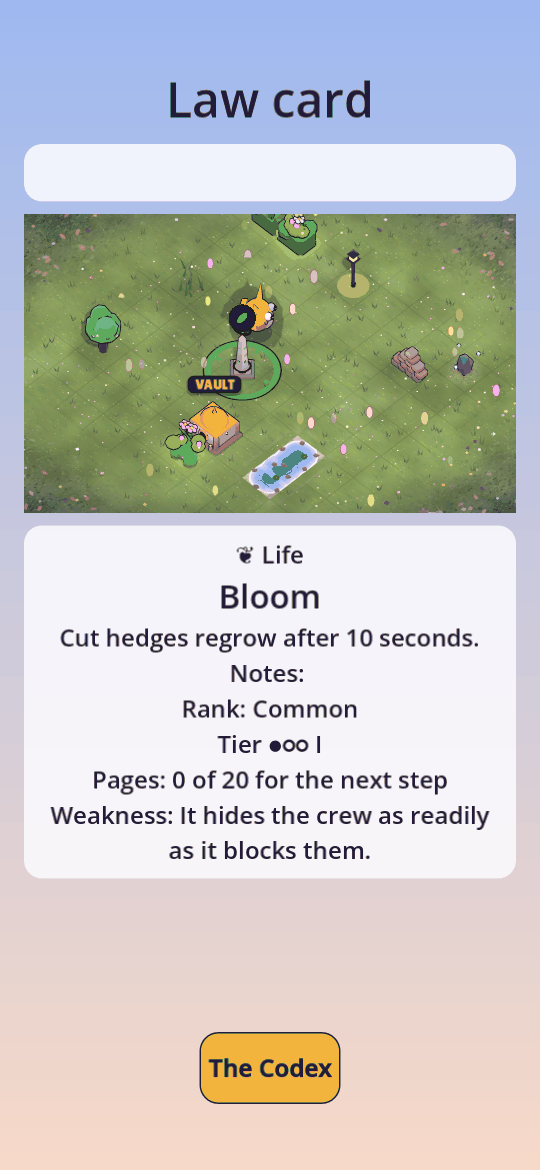 Law card
VAULT
❦ Life
Bloom
Cut hedges regrow after 10 seconds.
Notes:
Rank: Common
Tier ●○○ I
Pages: 0 of 20 for the next step
Weakness: It hides the crew as readily
as it blocks them.
The Codex